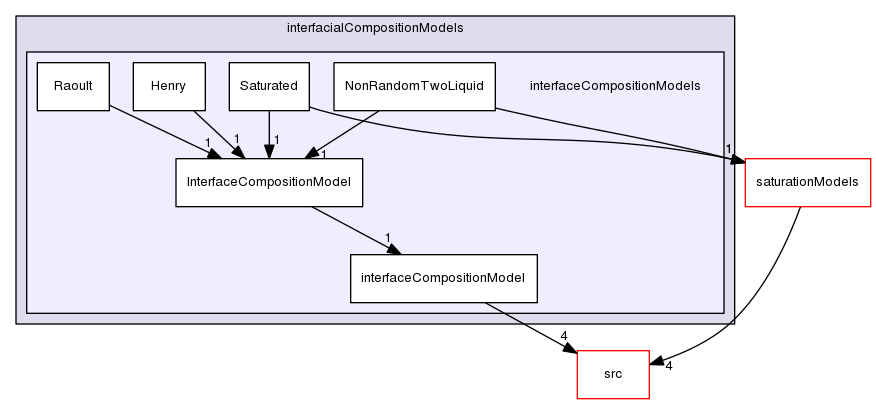 interfacialCompositionModels
Raoult
Henry
Saturated
NonRandomTwoLiquid
interfaceCompositionModels
1
1
1
1
1
InterfaceCompositionModel
saturationModels
1
interfaceCompositionModel
4
4
src